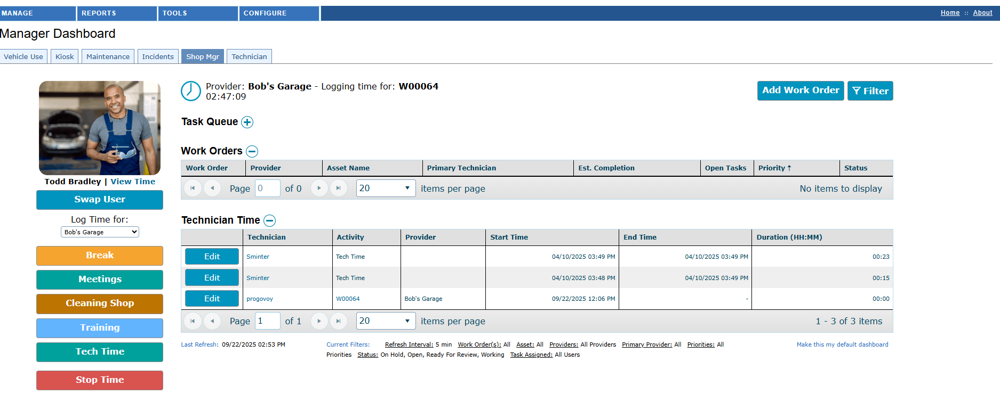 MANAGE REPORTS TOOLS CONFIGURE Home :: About
Manager Dashboard
Vehicle Use Kiosk Maintenance Incidents Shop Mgr Technician
Provider: Bob's Garage - Logging time for: W00064
02:47:09
Add Work Order Filter
Todd Bradley | View Time
Swap User
Log Time for:
Bob's Garage
Break
Meetings
Cleaning Shop
Training
Tech Time
Stop Time
Task Queue
Work Orders
Work Order Provider Asset Name Primary Technician Est. Completion Open Tasks Priority ↑ Status
Page 0 of 0 20 items per page No items to display
Technician Time
Technician Activity Provider Start Time End Time Duration (HH:MM)
Edit Sminter Tech Time 04/10/2025 03:49 PM 04/10/2025 03:49 PM 00:23
Edit Sminter Tech Time 04/10/2025 03:48 PM 04/10/2025 03:49 PM 00:15
Edit progovoy W00064 Bob's Garage 09/22/2025 12:06 PM - 00:00
Page 1 of 1 20 items per page 1 - 3 of 3 items
Last Refresh: 09/22/2025 02:53 PM
Current Filters: Refresh Interval: 5 min Work Order(s): All Asset: All Providers: All Providers Primary Provider: All Priorities: All
Priorities Status: On Hold, Open, Ready For Review, Working Task Assigned: All Users
Make this my default dashboard